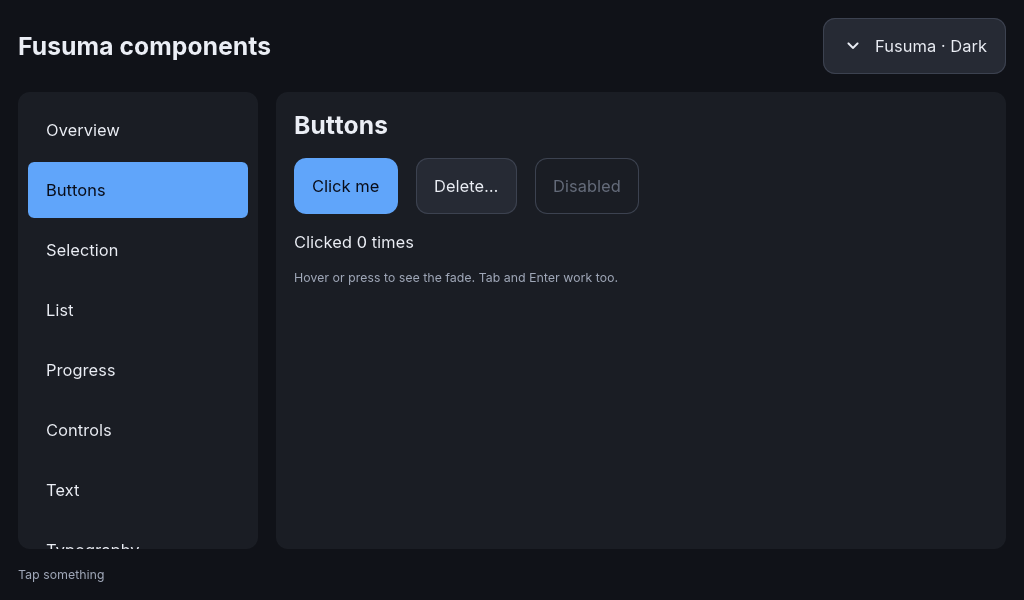 Fusuma components
Fusuma · Dark
Overview
Buttons
Selection
List
Progress
Controls
Text
Typography
Buttons
Click me
Delete...
Disabled
Clicked 0 times
Hover or press to see the fade. Tab and Enter work too.
Tap something